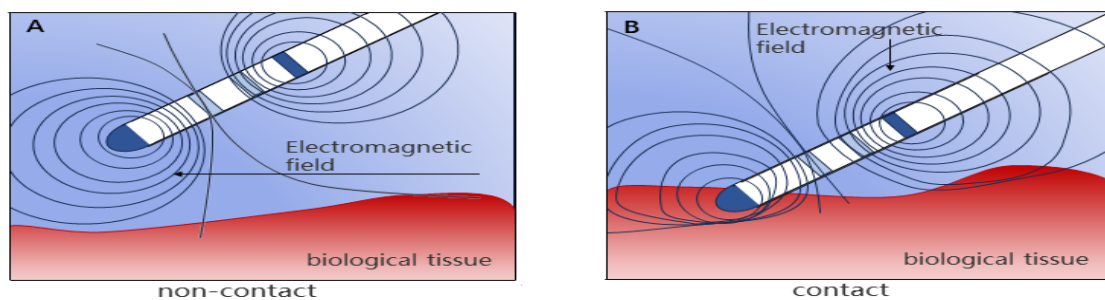 A
Electromagnetic
field
biological tissue
non-contact
B
Electromagnetic
field
biological tissue
contact